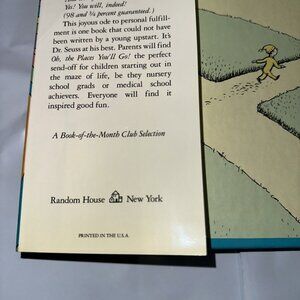 Yes! You will, indeed!
(98 and ¾ percent guaranteed.)
This joyous ode to personal fulfill-
ment is one book that could not have
been written by a young upstart. It's
Dr. Seuss at his best. Parents will find
Oh, the Places You'll Go! the perfect
send-off for children starting out in
the maze of life, be they nursery
school grads or medical school
achievers. Everyone will find it
inspired good fun.
A Book-of-the-Month Club Selection
Random House New York
PRINTED IN THE U.S.A.